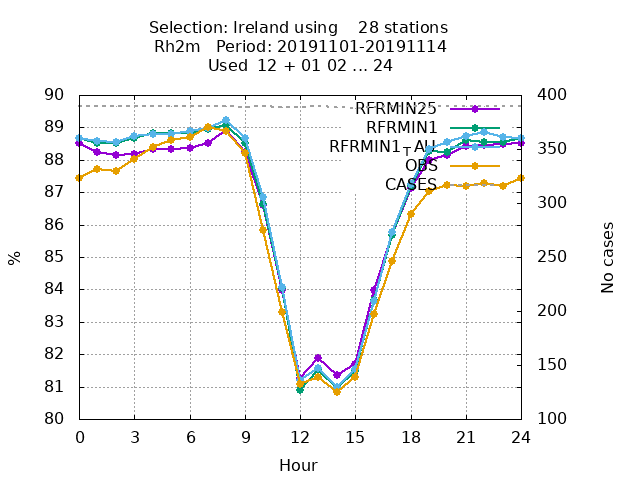 Selection: Ireland using 28 stations
Rh2m Period: 20191101-20191114
Used 12 + 01 02 ... 24
90 400
RFRMIN25
89 RFRMIN1 350
RFRMIN1_AU
88 OBS
CASES
87 300
86
85 250
%
No cases
84
83 200
82
81 150
80 100
0 3 6 9 12 15 18 21 24
Hour